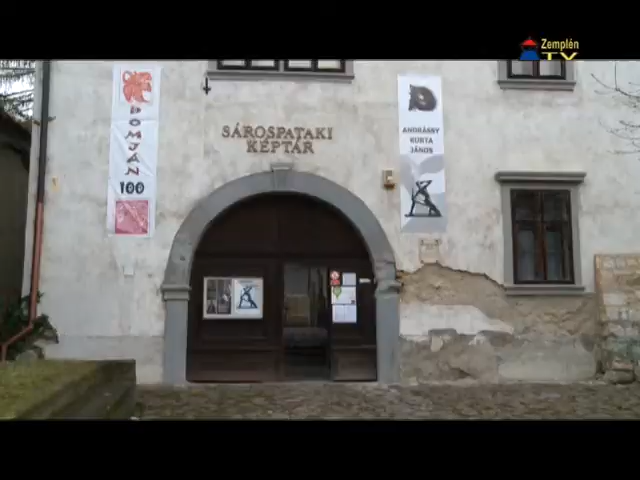 Zemplén
TV
DOMJÁN
100
SÁROSPATAKI
KÉPTÁR
ANDRÁSSY
KURTA
JÁNOS